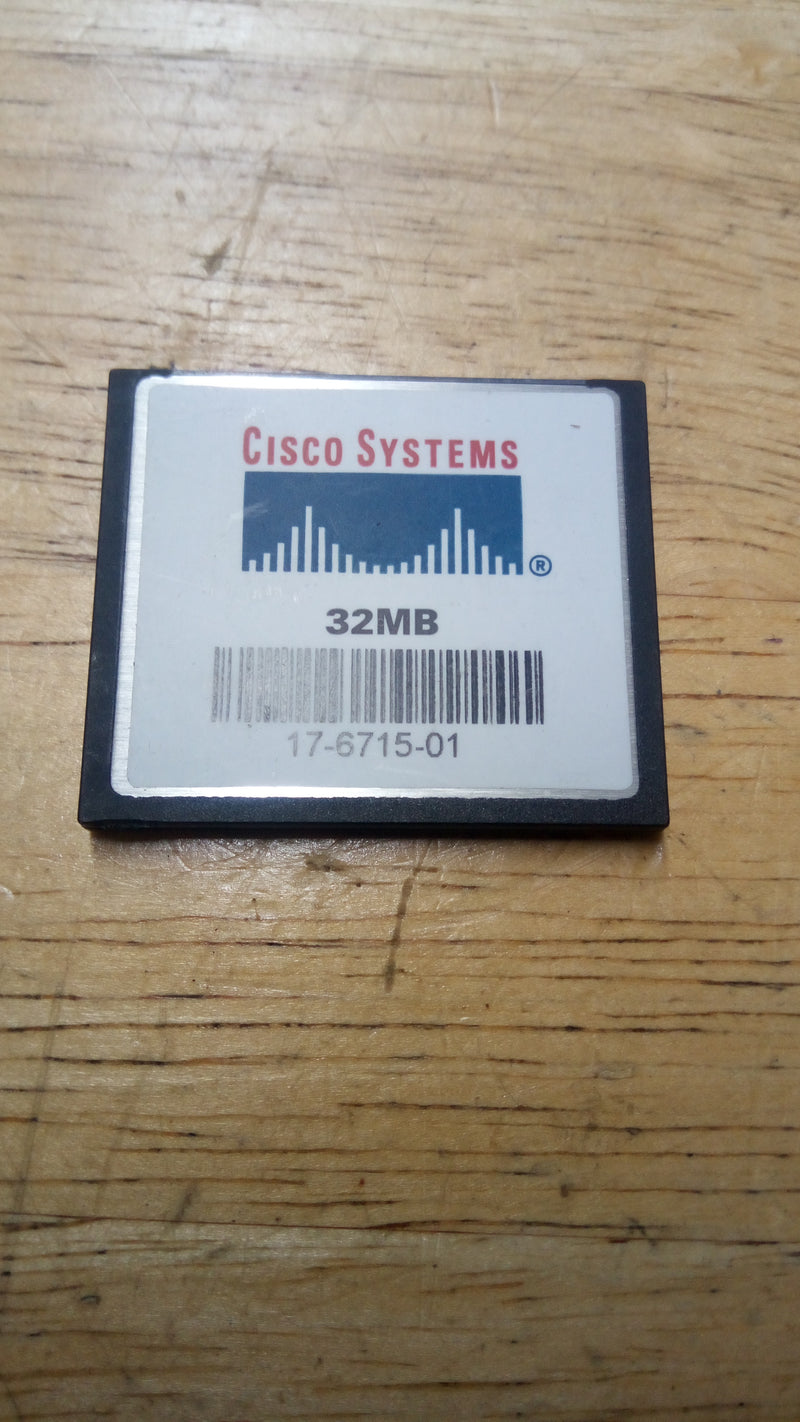 CISCO SYSTEMS
®
32MB
17-6715-01